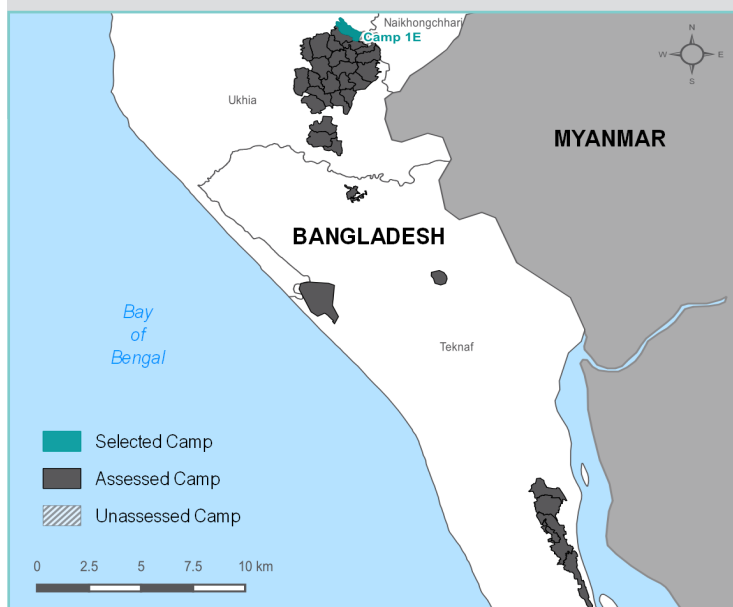 Naikhongchhari
Camp 1E
N
W
E
S
Ukhia
MYANMAR
BANGLADESH
Bay
of
Bengal
Teknaf
Selected Camp
Assessed Camp
Unassessed Camp
0 2.5 5 7.5 10 km